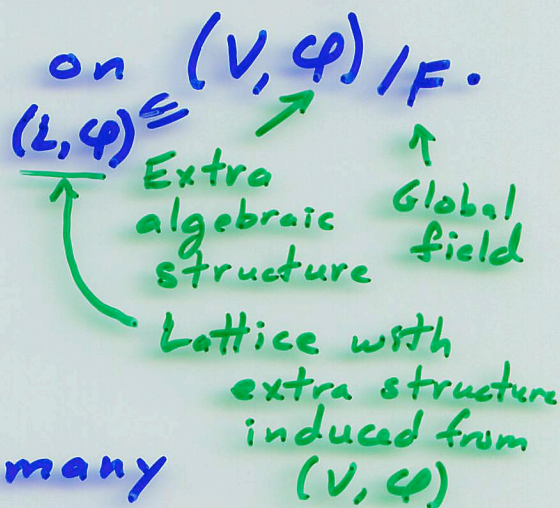 on (V, φ) /F.
(L, φ) ⊆
Extra
algebraic
structure
Global
field
Lattice with
extra structure
induced from
(V, φ)
many